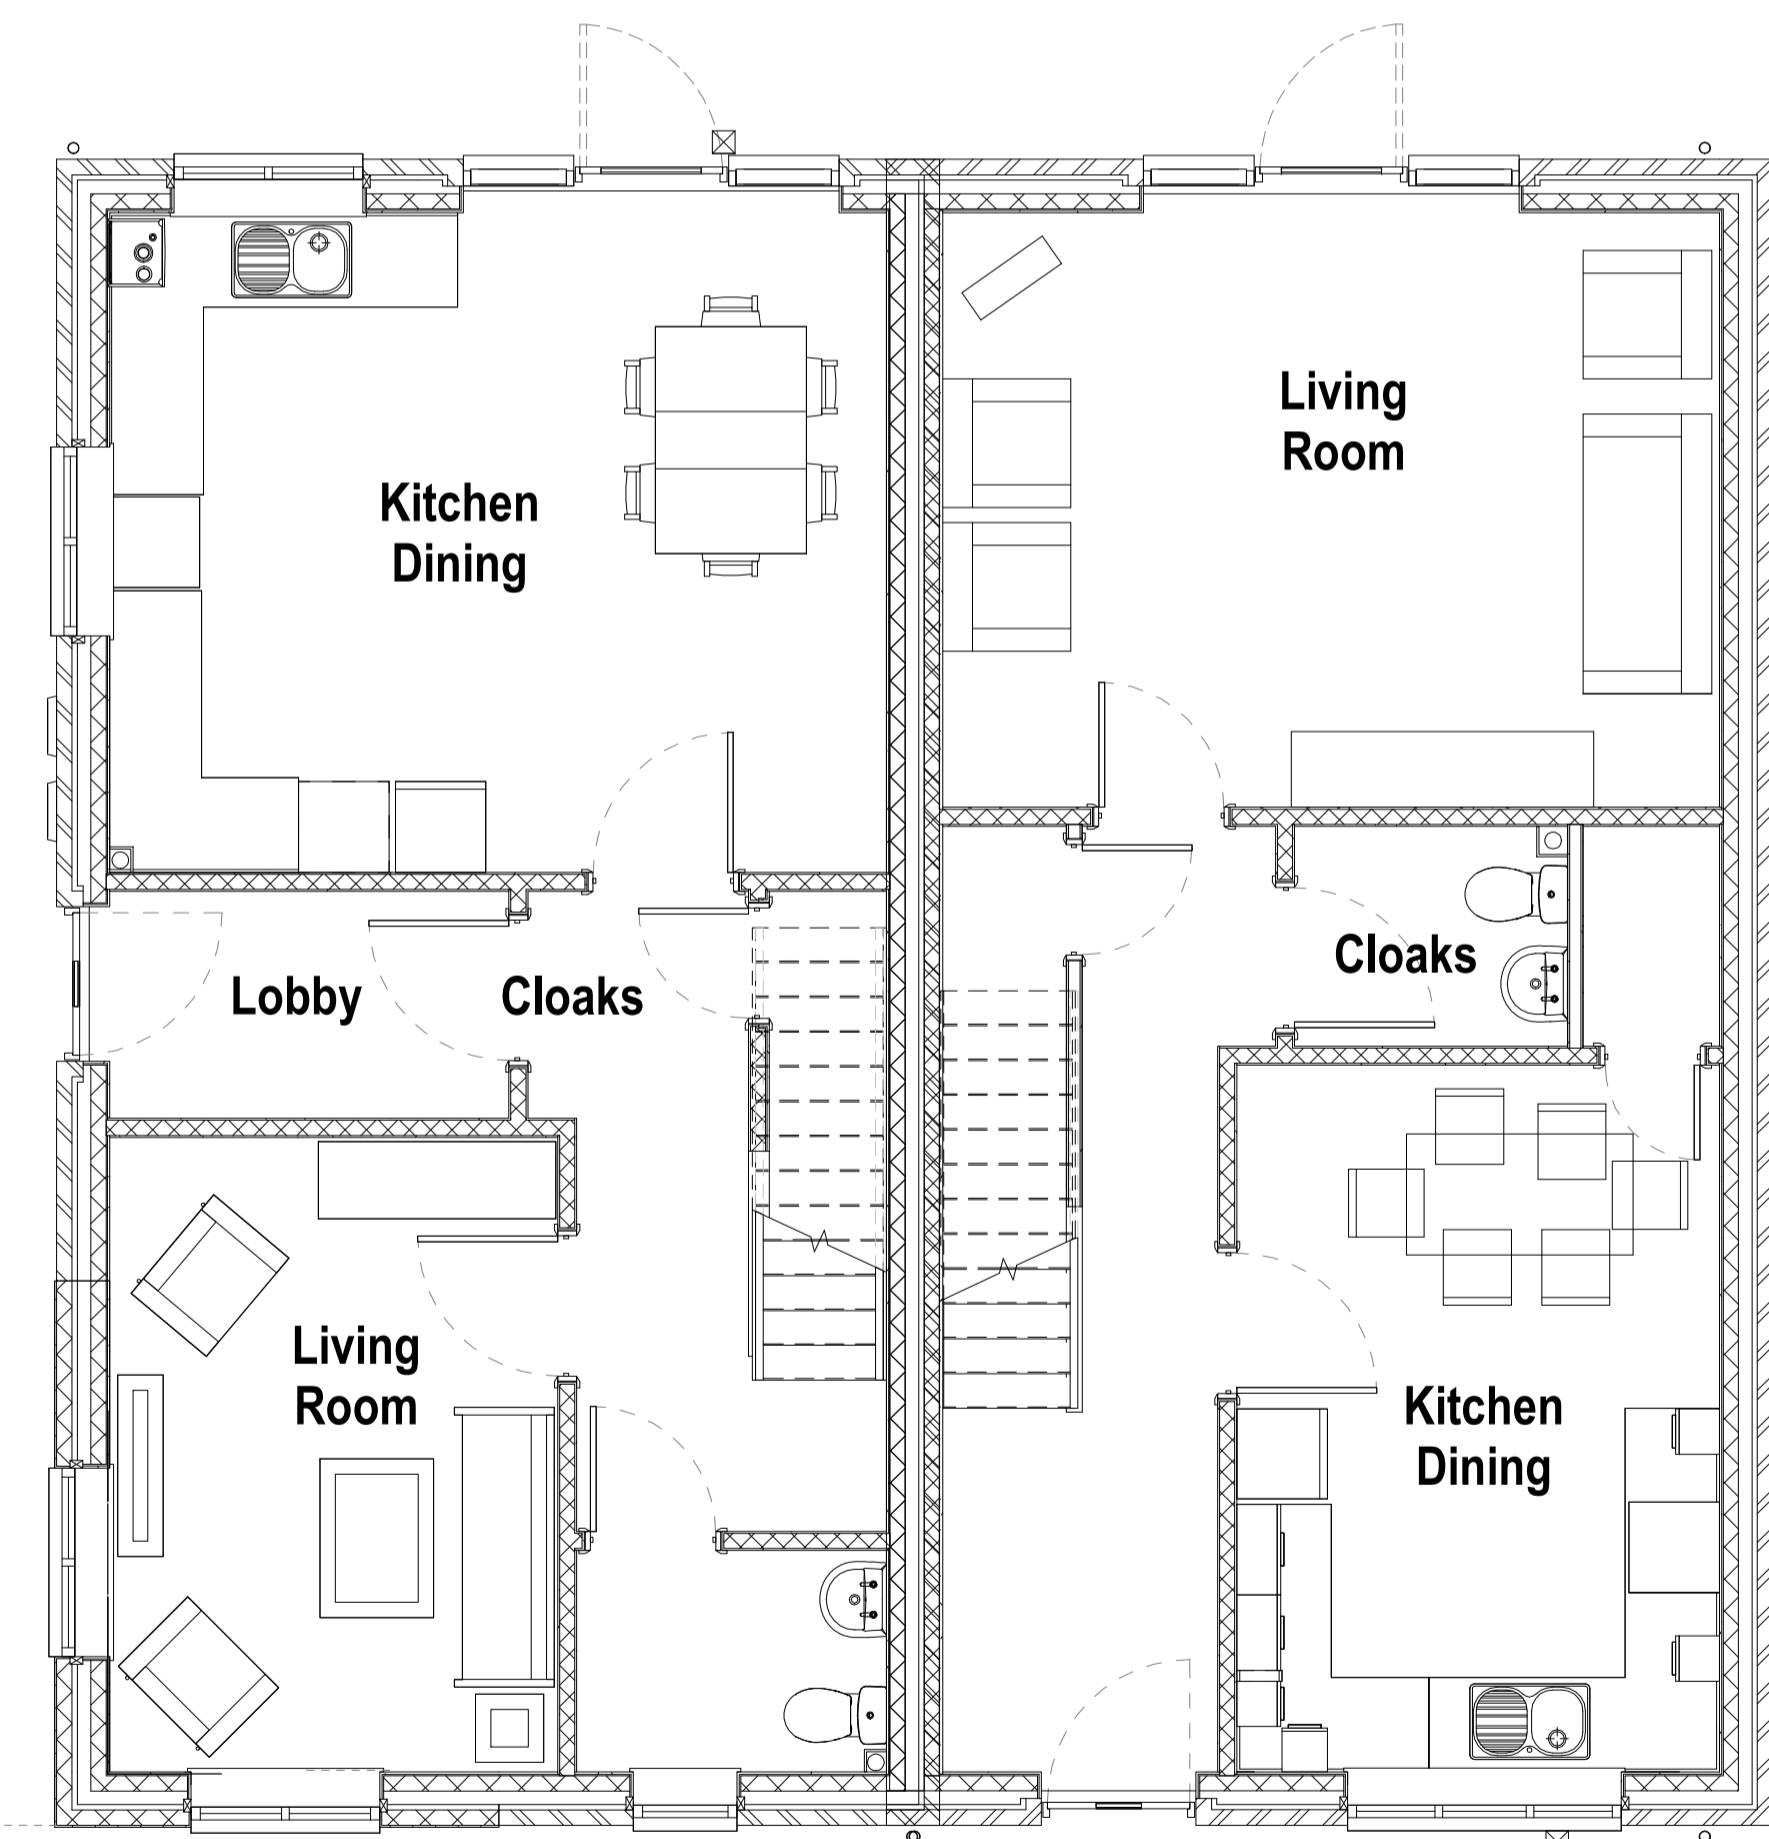 Living
Room
Kitchen
Dining
Cloaks
Lobby
Cloaks
Living
Room
Kitchen
Dining